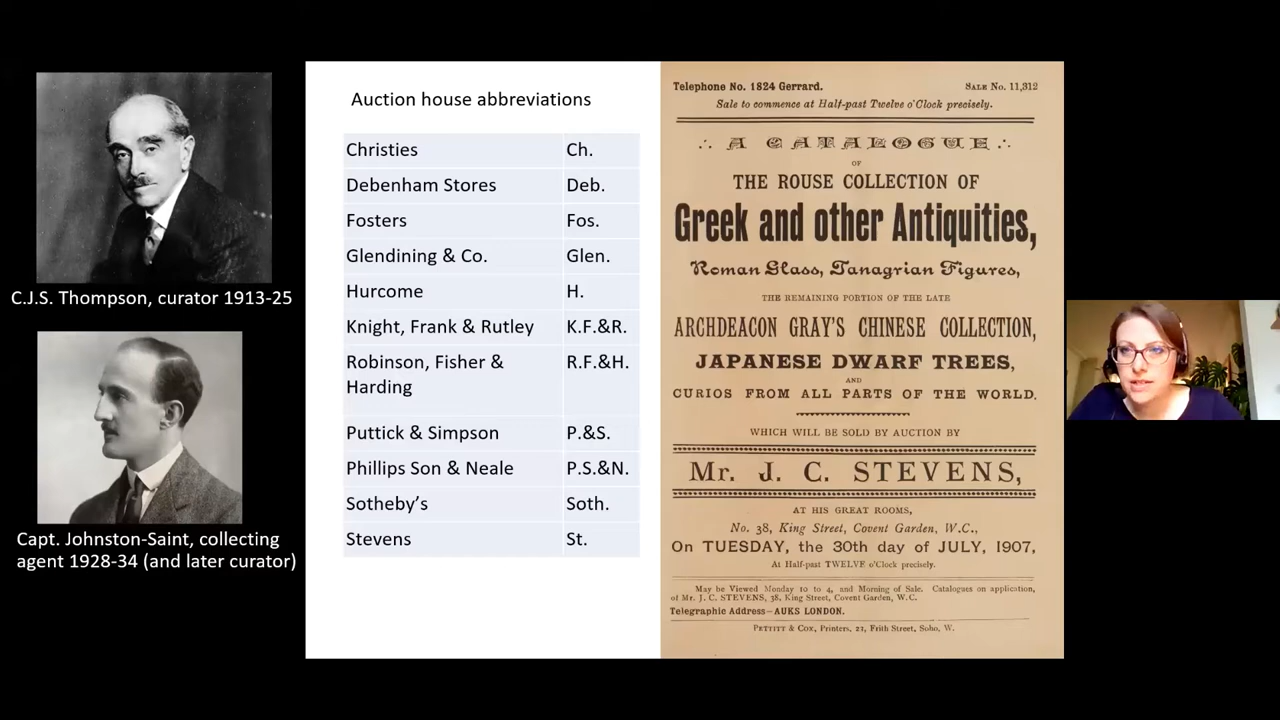 C.J.S. Thompson, curator 1913-25
Capt. Johnston-Saint, collecting
agent 1928-34 (and later curator)
Auction house abbreviations
Christies Ch.
Debenham Stores Deb.
Fosters Fos.
Glendining & Co. Glen.
Hurcome H.
Knight, Frank & Rutley K.F.&R.
Robinson, Fisher & R.F.&H.
Harding
Puttick & Simpson P.&S.
Phillips Son & Neale P.S.&N.
Sotheby’s Soth.
Stevens St.
Telephone No. 1824 Gerrard. SALE No. 11,312
Sale to commence at Half-past Twelve o'Clock precisely.
A CATALOGUE
OF
THE ROUSE COLLECTION OF
Greek and other Antiquities,
Roman Glass, Tanagrian Figures,
THE REMAINING PORTION OF THE LATE
ARCHDEACON GRAY'S CHINESE COLLECTION,
JAPANESE DWARF TREES,
AND
CURIOS FROM ALL PARTS OF THE WORLD.
WHICH WILL BE SOLD BY AUCTION BY
Mr. J. C. STEVENS,
AT HIS GREAT ROOMS,
No. 38, King Street, Covent Garden, W.C.,
On TUESDAY, the 30th day of JULY, 1907,
At Half-past TWELVE o'Clock precisely.
May be Viewed Monday 10 to 4, and Morning of Sale. Catalogues on application,
of Mr. J. C. STEVENS, 38, King Street, Covent Garden, W.C.
Telegraphic Address—AUKS LONDON.
PETTITT & COX, Printers, 23, Frith Street, Soho, W.